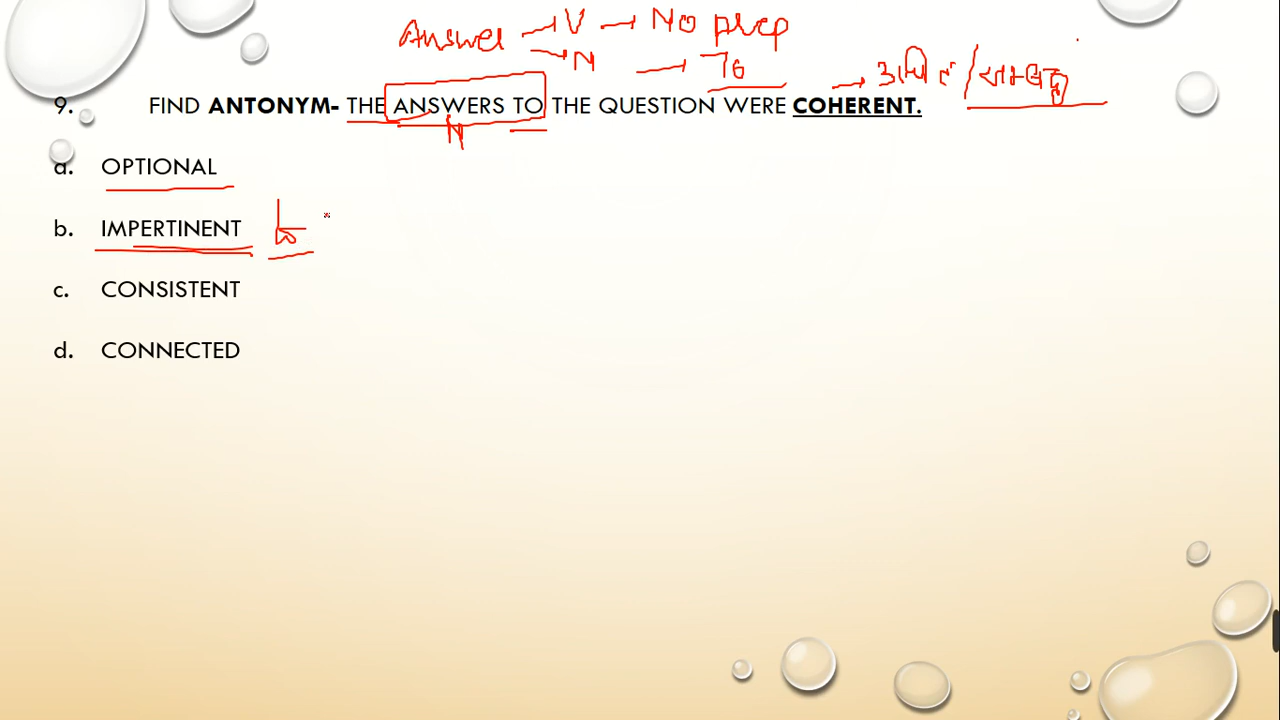 Answer → V → No prep
→ N → To
9. FIND ANTONYM- THE ANSWERS TO THE QUESTION WERE COHERENT.
N
a. OPTIONAL
b. IMPERTINENT
c. CONSISTENT
d. CONNECTED